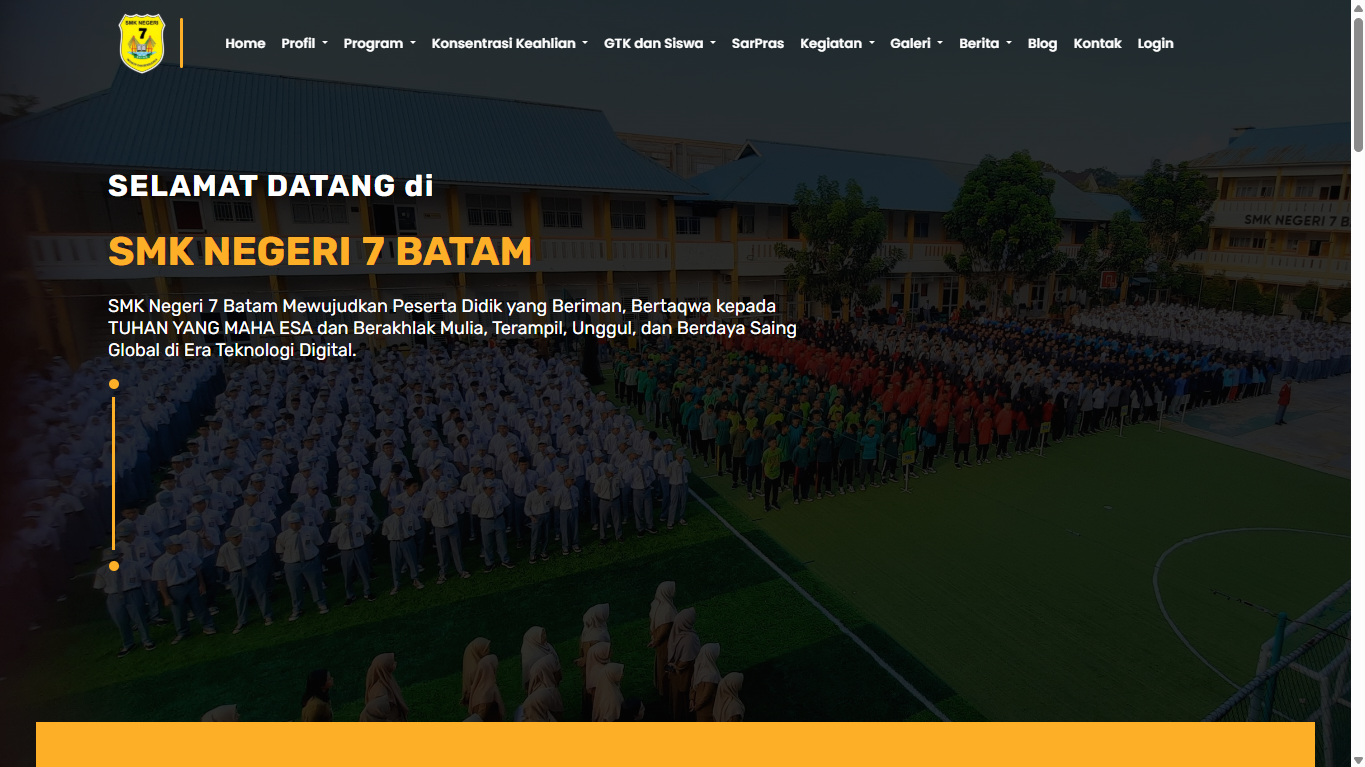 SMK NEGERI
7
Home Profil Program Konsentrasi Keahlian GTK dan Siswa SarPras Kegiatan Galeri Berita Blog Kontak Login
SELAMAT DATANG di
SMK NEGERI 7 BATAM
SMK NEGERI 7 B
SMK Negeri 7 Batam Mewujudkan Peserta Didik yang Beriman, Bertaqwa kepada
TUHAN YANG MAHA ESA dan Berakhlak Mulia, Terampil, Unggul, dan Berdaya Saing
Global di Era Teknologi Digital.